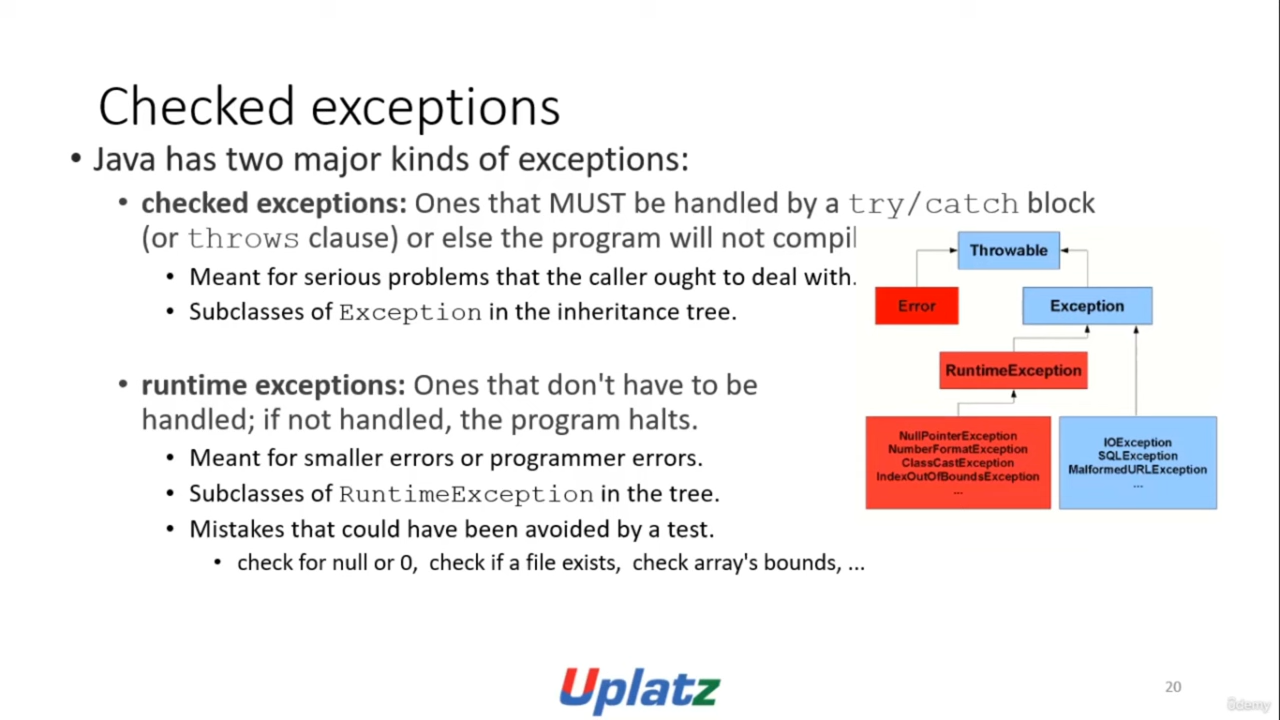 Checked exceptions
• Java has two major kinds of exceptions:
• checked exceptions: Ones that MUST be handled by a try/catch block
(or throws clause) or else the program will not compil
• Meant for serious problems that the caller ought to deal with.
• Subclasses of Exception in the inheritance tree.
• runtime exceptions: Ones that don't have to be
handled; if not handled, the program halts.
• Meant for smaller errors or programmer errors.
• Subclasses of RuntimeException in the tree.
• Mistakes that could have been avoided by a test.
• check for null or 0, check if a file exists, check array's bounds, ...
Throwable
Error
Exception
RuntimeException
NullPointerException
NumberFormatException
ClassCastException
IndexOutOfBoundsException
...
IOException
SQLException
MalformedURLException
...
Uplatz
20
ûdemy